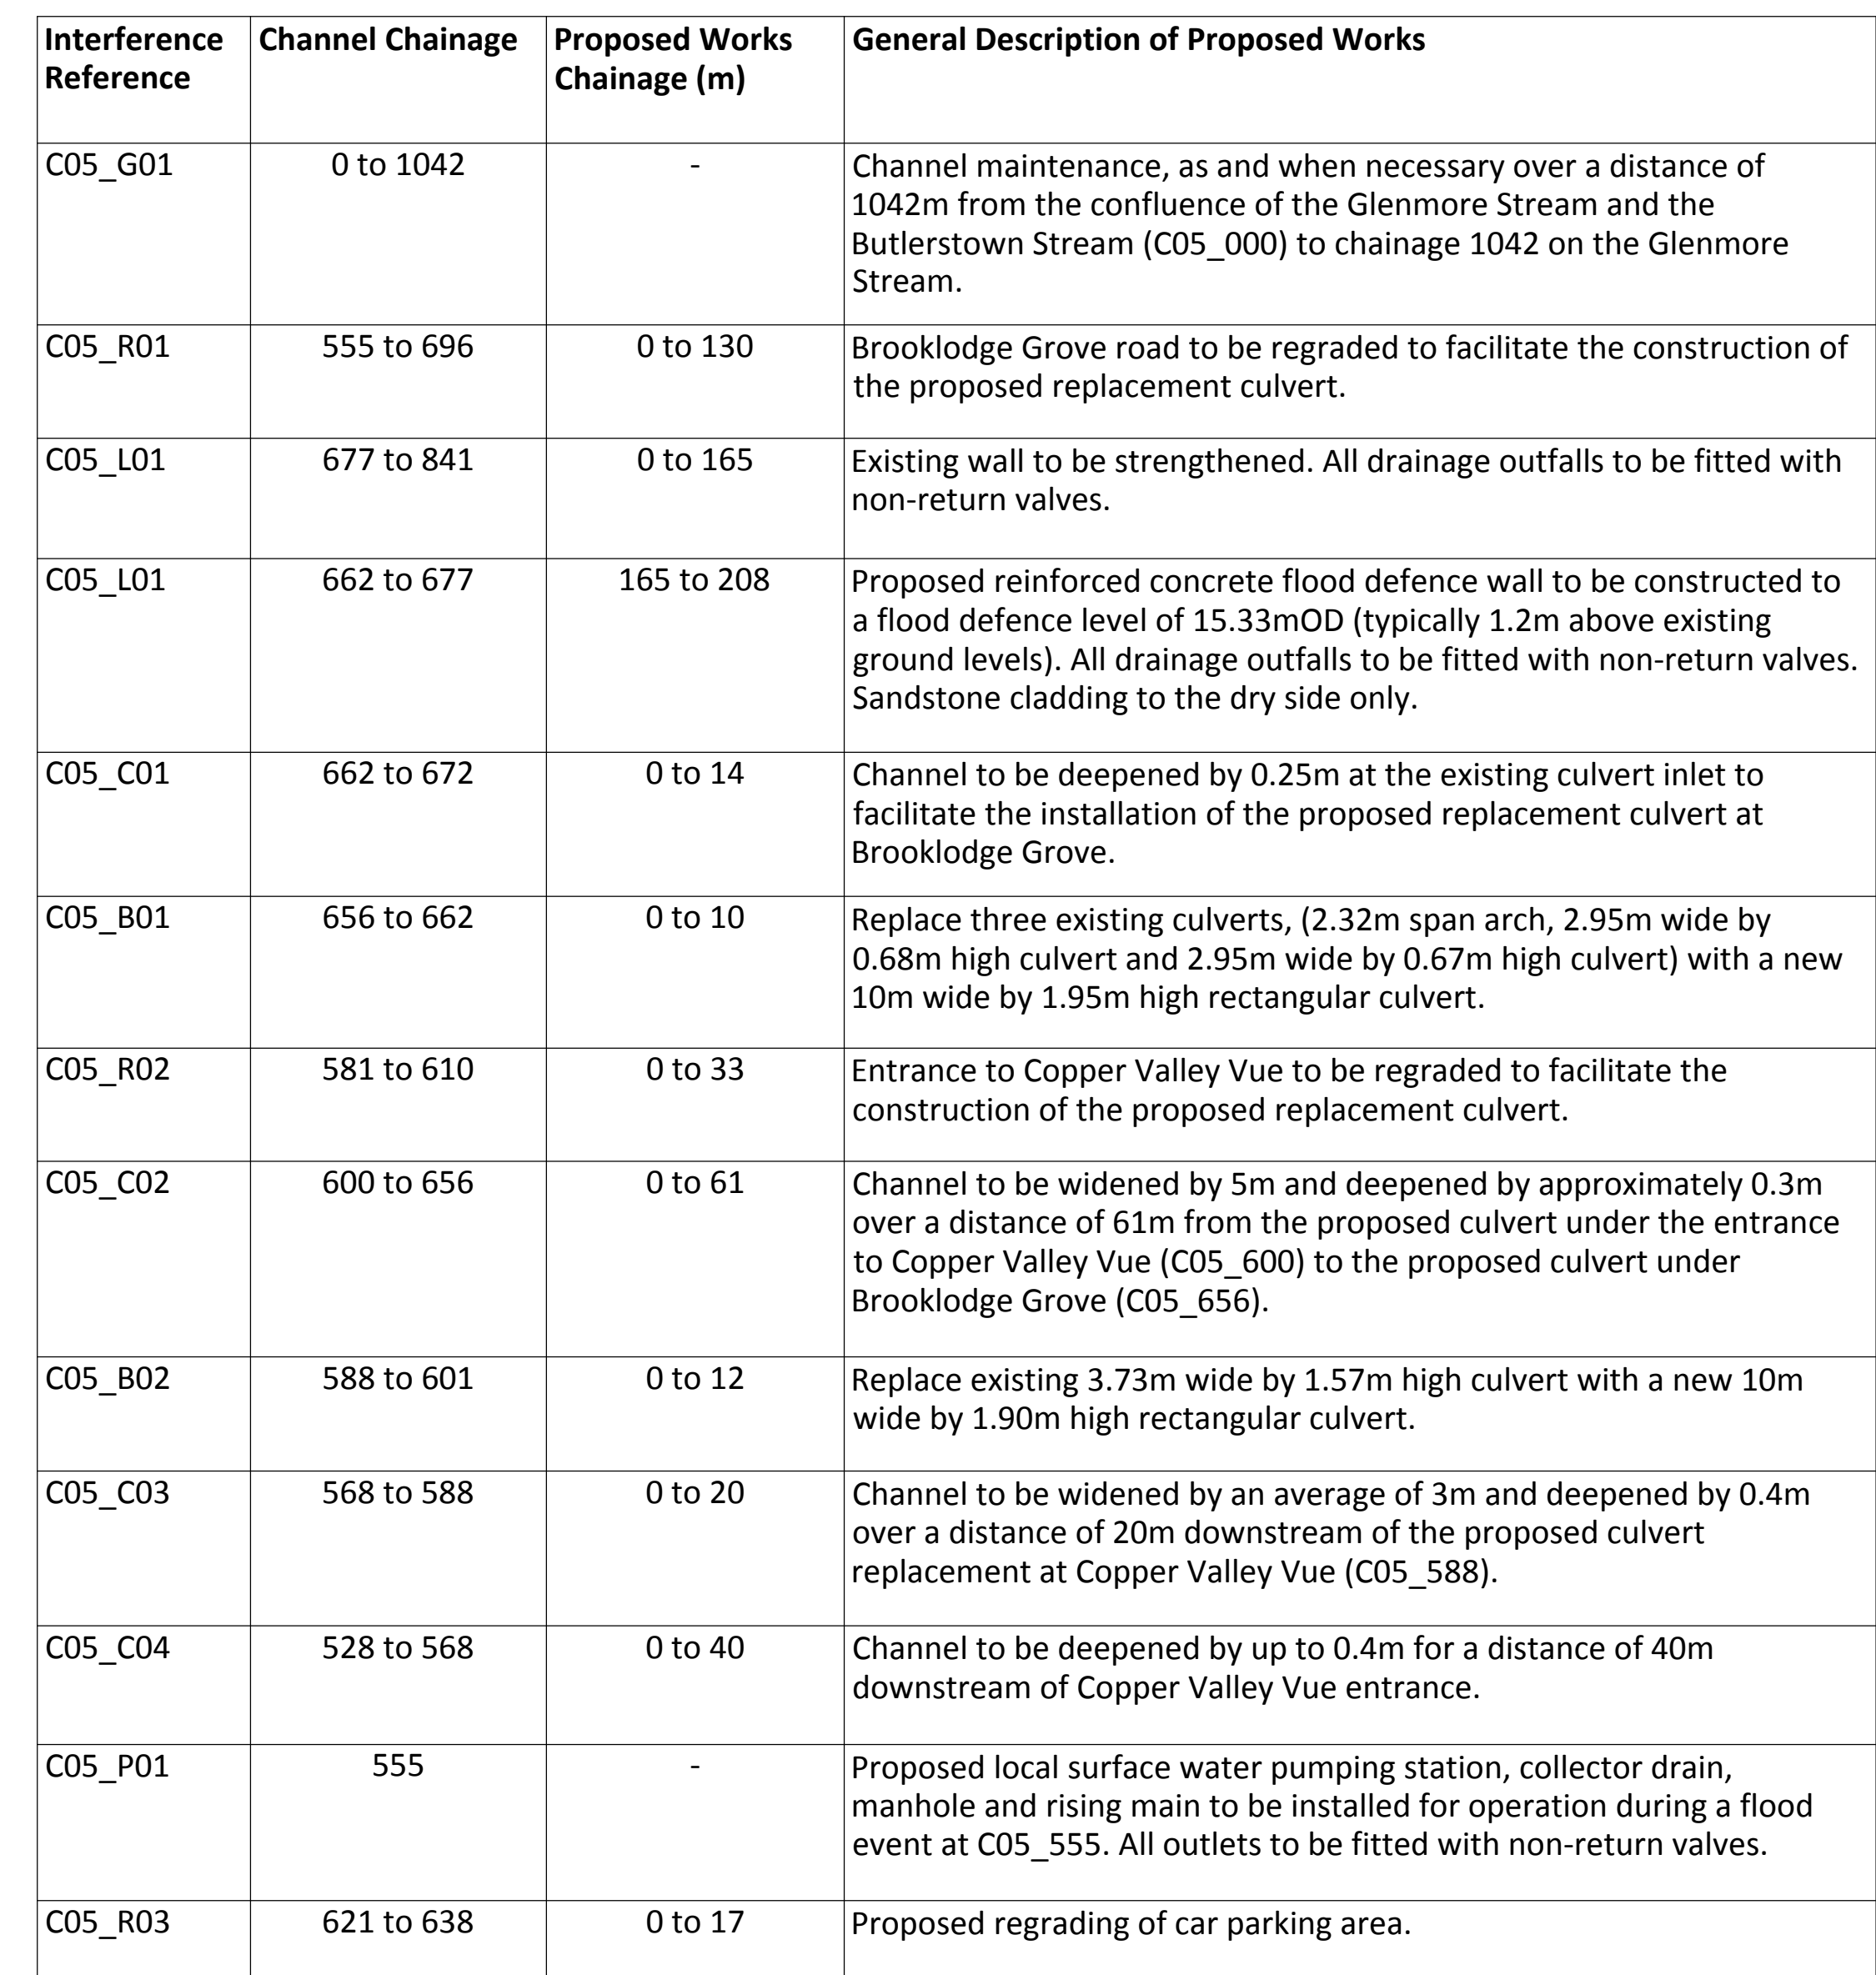 Interference Reference | Channel Chainage | Proposed Works Chainage (m) | General Description of Proposed Works
C05_G01 | 0 to 1042 | - | Channel maintenance, as and when necessary over a distance of
1042m from the confluence of the Glenmore Stream and the
Butlerstown Stream (C05_000) to chainage 1042 on the Glenmore
Stream.
C05_R01 | 555 to 696 | 0 to 130 | Brooklodge Grove road to be regraded to facilitate the construction of
the proposed replacement culvert.
C05_L01 | 677 to 841 | 0 to 165 | Existing wall to be strengthened. All drainage outfalls to be fitted with
non-return valves.
C05_L01 | 662 to 677 | 165 to 208 | Proposed reinforced concrete flood defence wall to be constructed to
a flood defence level of 15.33mOD (typically 1.2m above existing
ground levels). All drainage outfalls to be fitted with non-return valves.
Sandstone cladding to the dry side only.
C05_C01 | 662 to 672 | 0 to 14 | Channel to be deepened by 0.25m at the existing culvert inlet to
facilitate the installation of the proposed replacement culvert at
Brooklodge Grove.
C05_B01 | 656 to 662 | 0 to 10 | Replace three existing culverts, (2.32m span arch, 2.95m wide by
0.68m high culvert and 2.95m wide by 0.67m high culvert) with a new
10m wide by 1.95m high rectangular culvert.
C05_R02 | 581 to 610 | 0 to 33 | Entrance to Copper Valley Vue to be regraded to facilitate the
construction of the proposed replacement culvert.
C05_C02 | 600 to 656 | 0 to 61 | Channel to be widened by 5m and deepened by approximately 0.3m
over a distance of 61m from the proposed culvert under the entrance
to Copper Valley Vue (C05_600) to the proposed culvert under
Brooklodge Grove (C05_656).
C05_B02 | 588 to 601 | 0 to 12 | Replace existing 3.73m wide by 1.57m high culvert with a new 10m
wide by 1.90m high rectangular culvert.
C05_C03 | 568 to 588 | 0 to 20 | Channel to be widened by an average of 3m and deepened by 0.4m
over a distance of 20m downstream of the proposed culvert
replacement at Copper Valley Vue (C05_588).
C05_C04 | 528 to 568 | 0 to 40 | Channel to be deepened by up to 0.4m for a distance of 40m
downstream of Copper Valley Vue entrance.
C05_P01 | 555 | - | Proposed local surface water pumping station, collector drain,
manhole and rising main to be installed for operation during a flood
event at C05_555. All outlets to be fitted with non-return valves.
C05_R03 | 621 to 638 | 0 to 17 | Proposed regrading of car parking area.